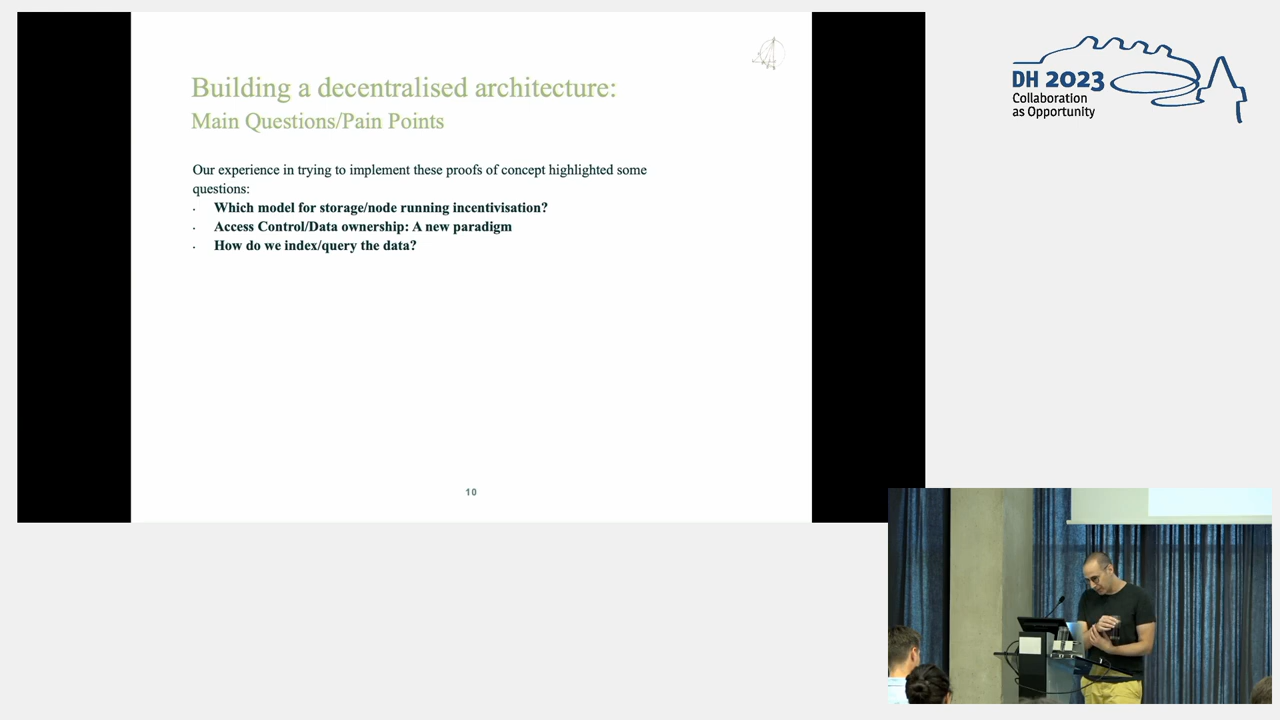 Building a decentralised architecture:
Main Questions/Pain Points
Our experience in trying to implement these proofs of concept highlighted some
questions:
· Which model for storage/node running incentivisation?
· Access Control/Data ownership: A new paradigm
· How do we index/query the data?
10
DH 2023
Collaboration
as Opportunity